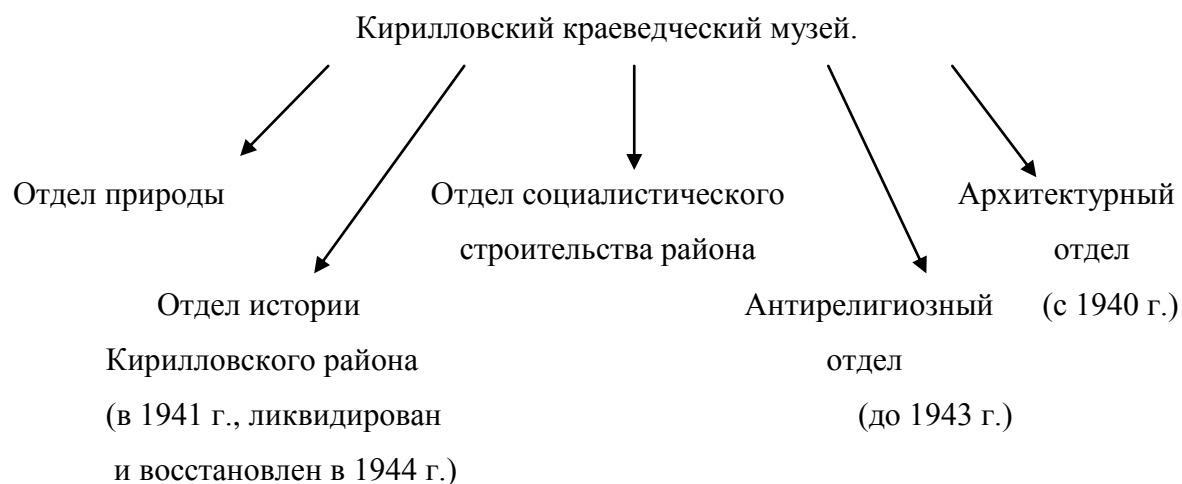 Кирилловский краеведческий музей.
Отдел природы
Отдел социалистического
строительства района
Архитектурный
отдел
(с 1940 г.)
Отдел истории
Кирилловского района
(в 1941 г., ликвидирован
и восстановлен в 1944 г.)
Антирелигиозный
отдел
(до 1943 г.)